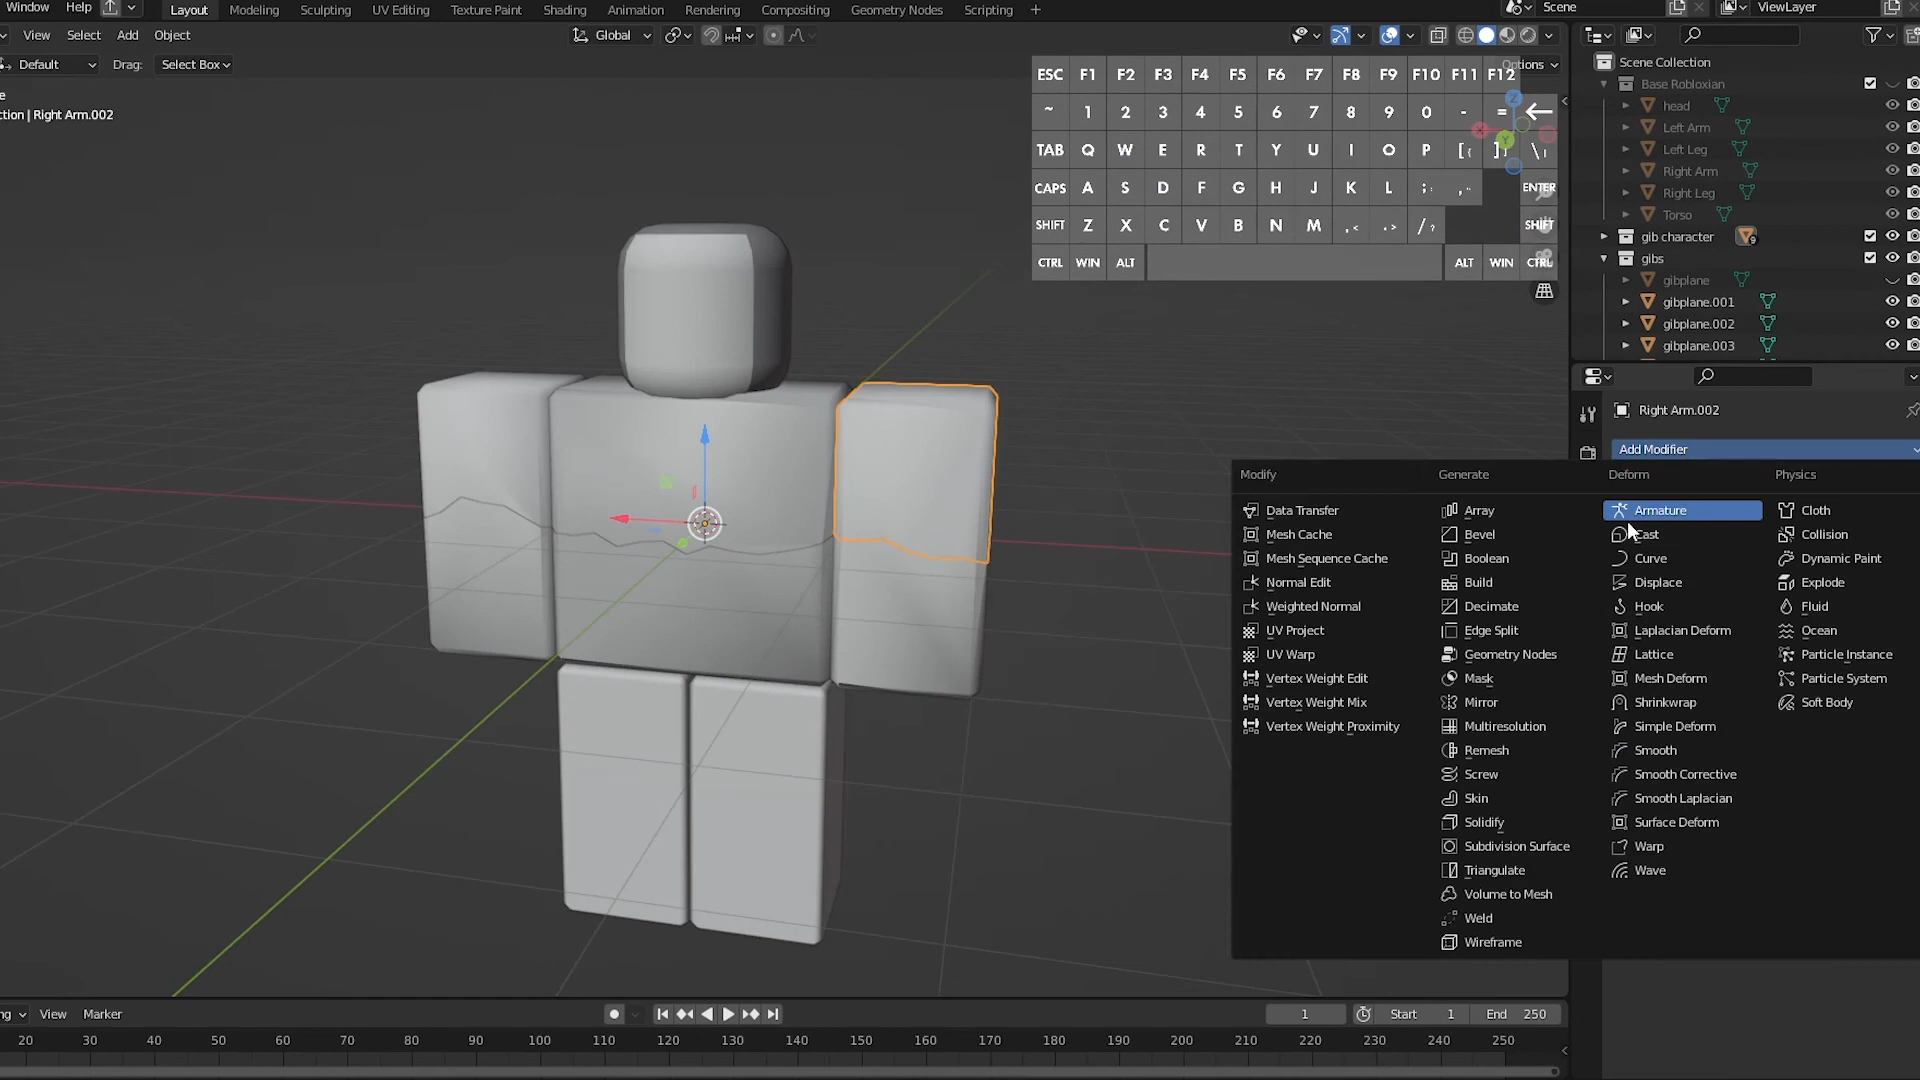 Window Help Layout Modeling Sculpting UV Editing Texture Paint Shading Animation Rendering Compositing Geometry Nodes Scripting + Scene ViewLayer
View Select Add Object Global
Default Drag: Select Box Options
e
tion | Right Arm.002
ESC F1 F2 F3 F4 F5 F6 F7 F8 F9 F10 F11 F12
~ 1 2 3 4 5 6 7 8 9 0 - =
TAB Q W E R T Y U I O P [{ ]} \|
CAPS A S D F G H J K L ;: ENTER
SHIFT Z X C V B N M ,< .> /? SHIFT
CTRL WIN ALT ALT WIN CTRL
Z
X
Y
Scene Collection
Base Robloxian
head
Left Arm
Left Leg
Right Arm
Right Leg
Torso
gib character 9
gibs
gibplane
gibplane.001
gibplane.002
gibplane.003
Right Arm.002
Add Modifier
Modify
Data Transfer
Mesh Cache
Mesh Sequence Cache
Normal Edit
Weighted Normal
UV Project
UV Warp
Vertex Weight Edit
Vertex Weight Mix
Vertex Weight Proximity
Generate
Array
Bevel
Boolean
Build
Decimate
Edge Split
Geometry Nodes
Mask
Mirror
Multiresolution
Remesh
Screw
Skin
Solidify
Subdivision Surface
Triangulate
Volume to Mesh
Weld
Wireframe
Deform
Armature
Cast
Curve
Displace
Hook
Laplacian Deform
Lattice
Mesh Deform
Shrinkwrap
Simple Deform
Smooth
Smooth Corrective
Smooth Laplacian
Surface Deform
Warp
Wave
Physics
Cloth
Collision
Dynamic Paint
Explode
Fluid
Ocean
Particle Instance
Particle System
Soft Body
ng View Marker 1 Start 1 End 250
20 30 40 50 60 70 80 90 100 110 120 130 140 150 160 170 180 190 200 210 220 230 240 250